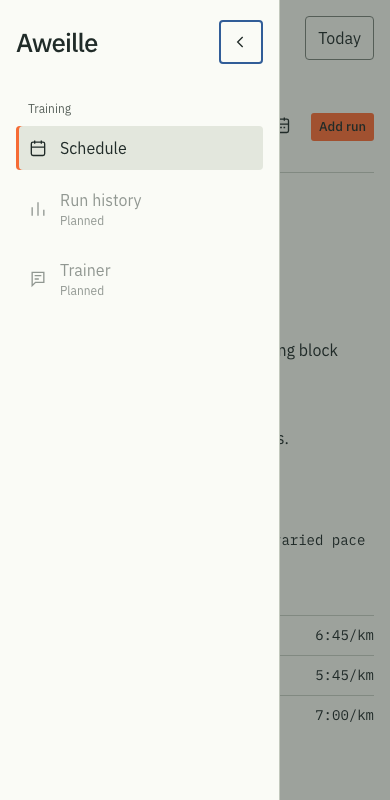 Aweille
Today
Training
Add run
Schedule
Run history
Planned
Trainer
Planned
ng block
s.
varied pace
6:45/km
5:45/km
7:00/km